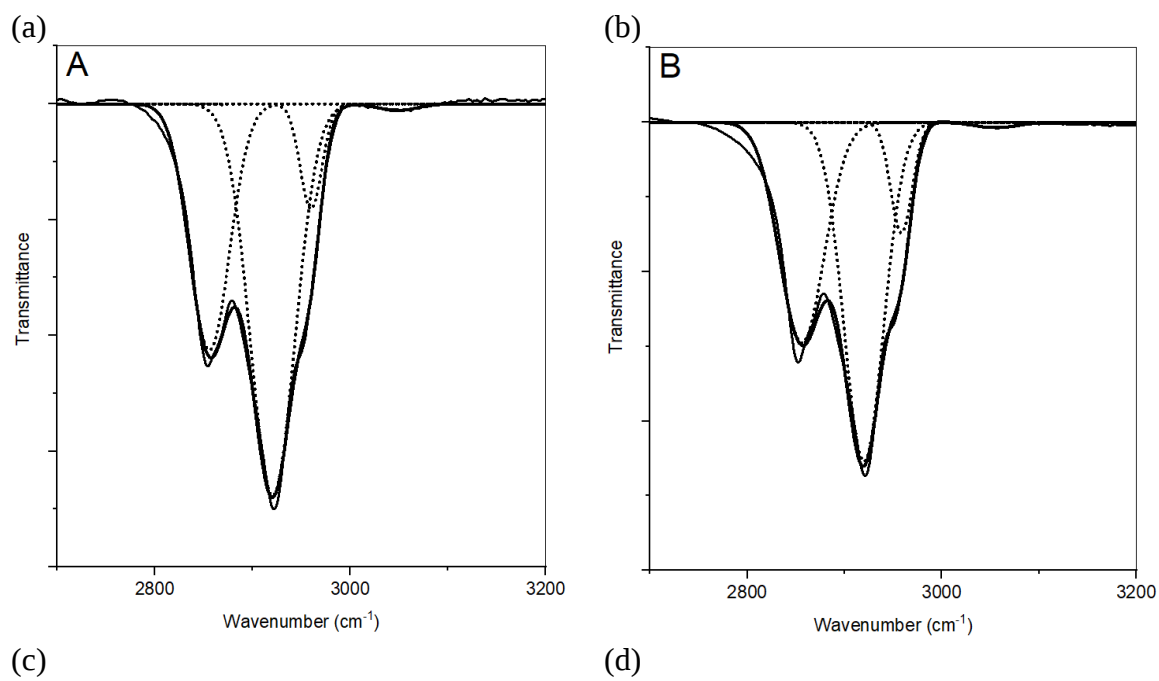 (a)
(b)
A
B
Transmittance
Transmittance
2800
3000
3200
2800
3000
3200
Wavenumber (cm⁻¹)
Wavenumber (cm⁻¹)
(c)
(d)